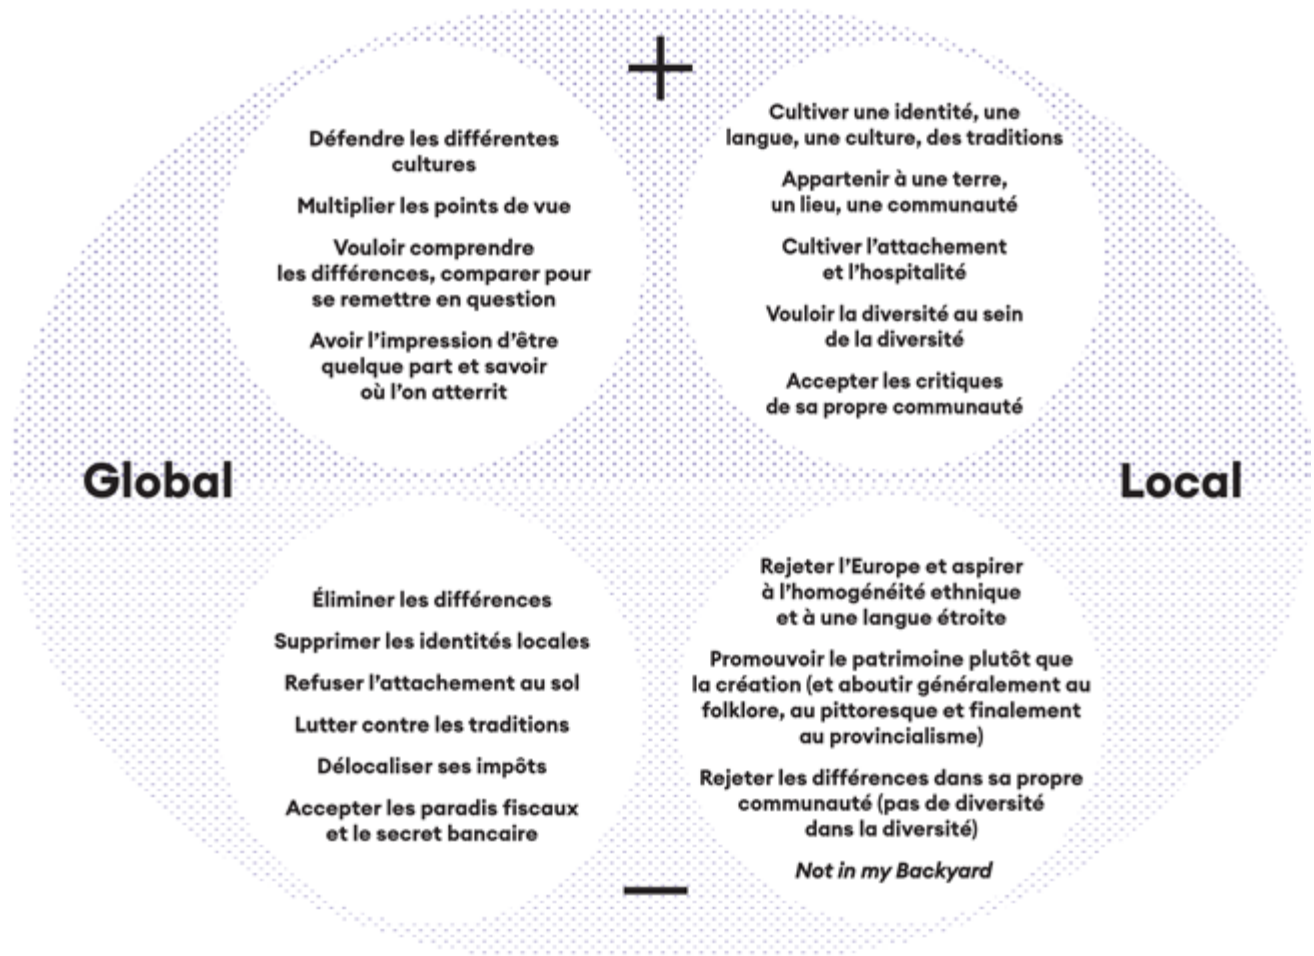 +
Défendre les différentes
cultures
Multiplier les points de vue
Vouloir comprendre
les différences, comparer pour
se remettre en question
Avoir l’impression d’être
quelque part et savoir
où l’on atterrit
Cultiver une identité, une
langue, une culture, des traditions
Appartenir à une terre,
un lieu, une communauté
Cultiver l’attachement
et l’hospitalité
Vouloir la diversité au sein
de la diversité
Accepter les critiques
de sa propre communauté
Global
Local
Éliminer les différences
Supprimer les identités locales
Refuser l’attachement au sol
Lutter contre les traditions
Délocaliser ses impôts
Accepter les paradis fiscaux
et le secret bancaire
Rejeter l’Europe et aspirer
à l’homogénéité ethnique
et à une langue étroite
Promouvoir le patrimoine plutôt que
la création (et aboutir généralement au
folklore, au pittoresque et finalement
au provincialisme)
Rejeter les différences dans sa propre
communauté (pas de diversité
dans la diversité)
Not in my Backyard
—